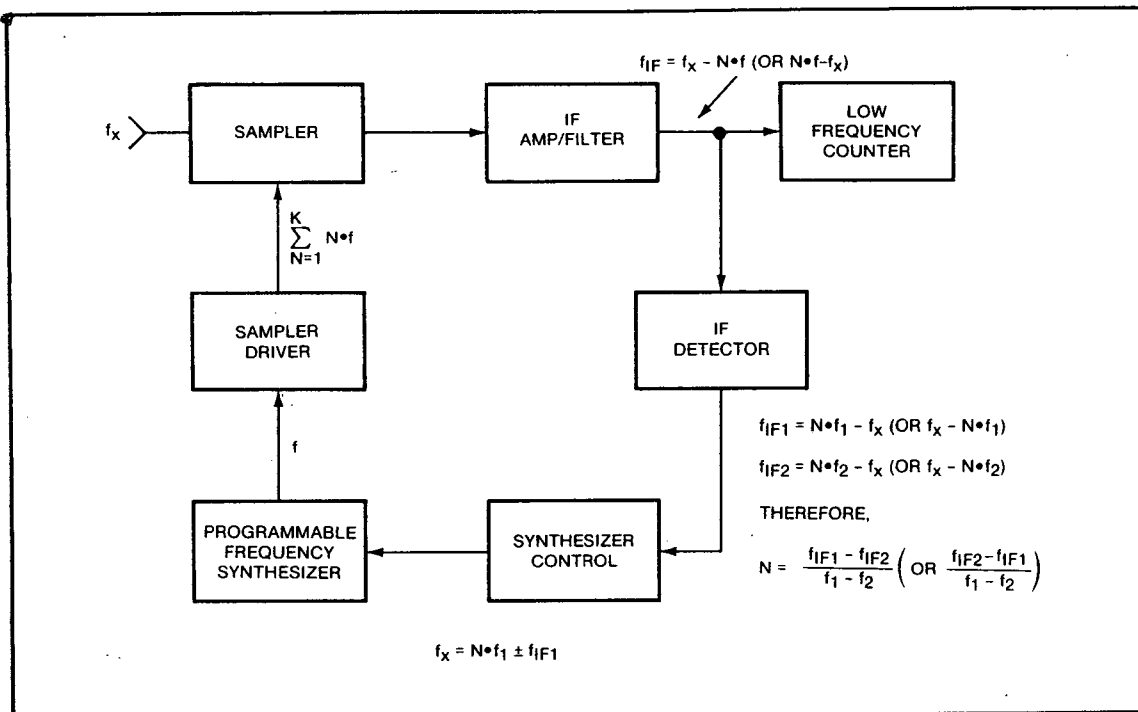 f_IF = f_x – N•f (OR N•f–f_x)
f_x
SAMPLER
IF
AMP/FILTER
LOW
FREQUENCY
COUNTER
K
∑ N•f
N=1
SAMPLER
DRIVER
IF
DETECTOR
f
f_IF1 = N•f_1 – f_x (OR f_x – N•f_1)
f_IF2 = N•f_2 – f_x (OR f_x – N•f_2)
THEREFORE,
N = (f_IF1 – f_IF2)/(f_1 – f_2) (OR (f_IF2–f_IF1)/(f_1 – f_2))
PROGRAMMABLE
FREQUENCY
SYNTHESIZER
SYNTHESIZER
CONTROL
f_x = N•f_1 ± f_IF1